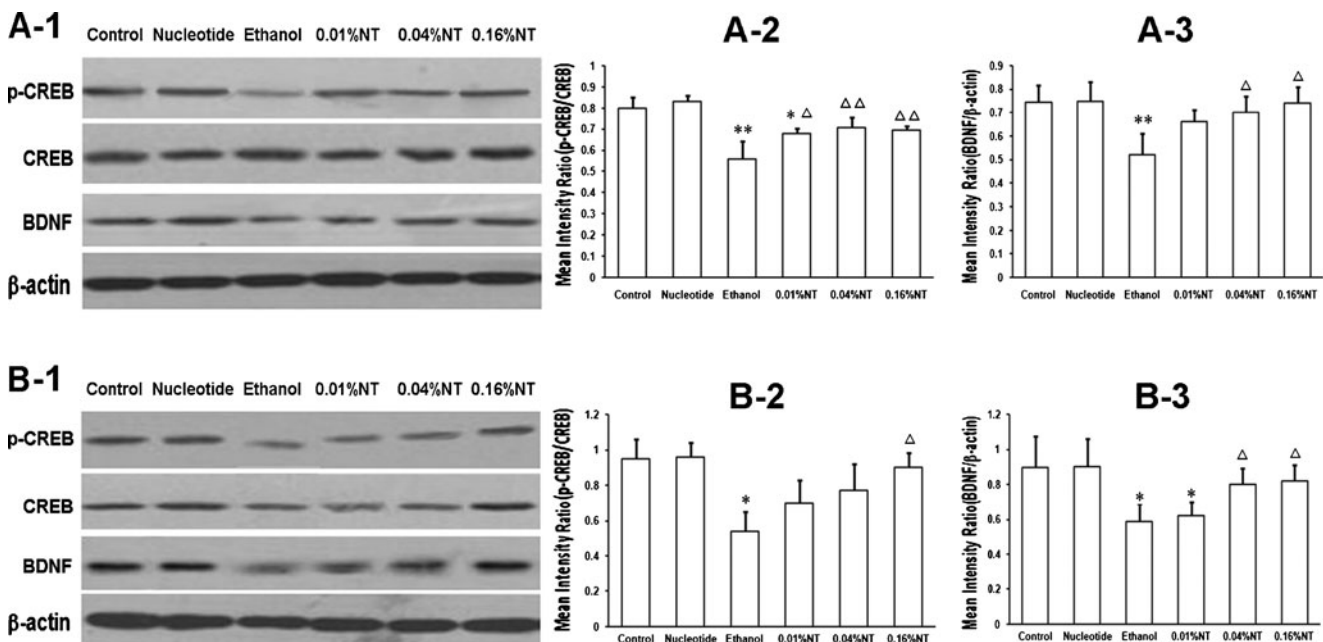 A-1
Control Nucleotide Ethanol 0.01%NT 0.04%NT 0.16%NT
p-CREB
CREB
BDNF
β-actin
A-2
Mean Intensity Ratio(p-CREB/CREB)
1
0.9
0.8
0.7
0.6
0.5
0.4
0.3
0.2
0.1
0
**
* △
△ △
△ △
Control Nucleotide Ethanol 0.01%NT 0.04%NT 0.16%NT
A-3
Mean Intensity Ratio(BDNF/β-actin)
0.9
0.8
0.7
0.6
0.5
0.4
0.3
0.2
0.1
0
**
△
△
Control Nucleotide Ethanol 0.01%NT 0.04%NT 0.16%NT
B-1
Control Nucleotide Ethanol 0.01%NT 0.04%NT 0.16%NT
p-CREB
CREB
BDNF
β-actin
B-2
Mean Intensity Ratio(p-CREB/CREB)
1.2
1
0.8
0.6
0.4
0.2
0
*
△
Control Nucleotide Ethanol 0.01%NT 0.04%NT 0.16%NT
B-3
Mean Intensity Ratio(BDNF/β-actin)
1.2
1
0.8
0.6
0.4
0.2
0
*
*
△
△
Control Nucleotide Ethanol 0.01%NT 0.04%NT 0.16%NT